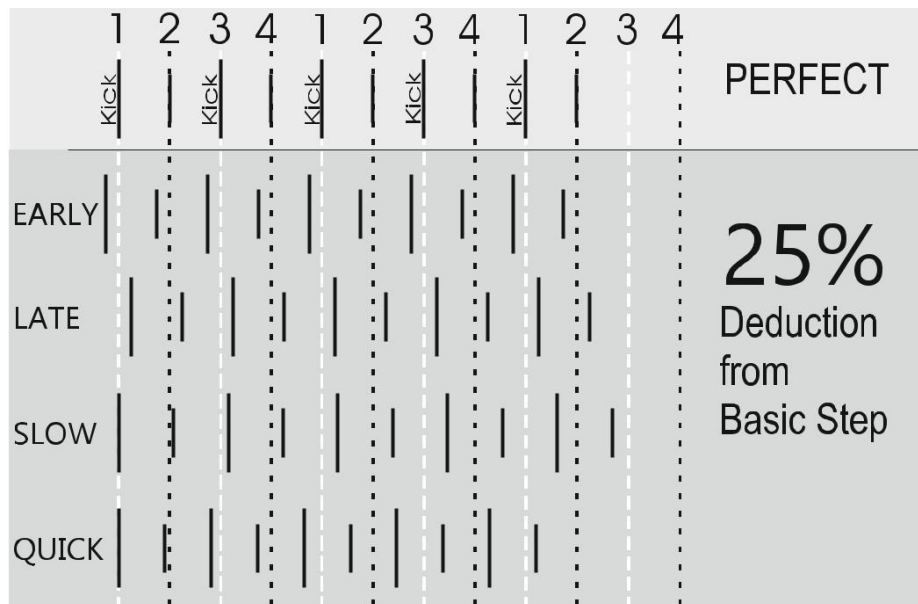 1 2 3 4 1 2 3 4 1 2 3 4
Kick Kick Kick Kick Kick
PERFECT
EARLY
LATE
SLOW
QUICK
25%
Deduction
from
Basic Step